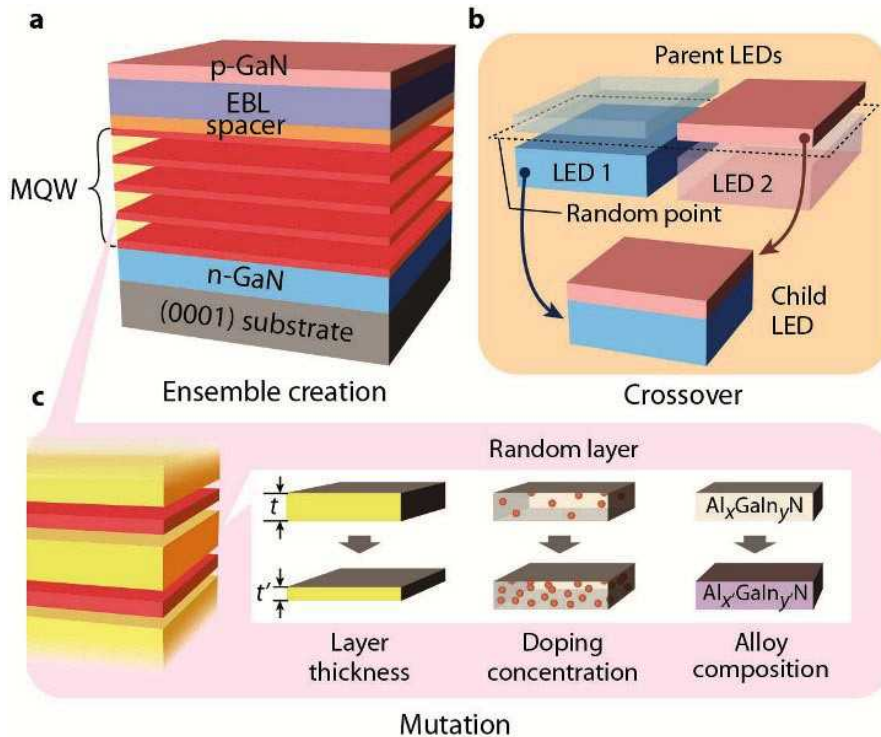 a
p-GaN
EBL
spacer
MQW
n-GaN
(0001) substrate
Ensemble creation
b
Parent LEDs
LED 1
LED 2
Random point
Child
LED
Crossover
c
Random layer
t
t'
Layer
thickness
Doping
concentration
AlxGaInyN
Alx'GaIny'N
Alloy
composition
Mutation